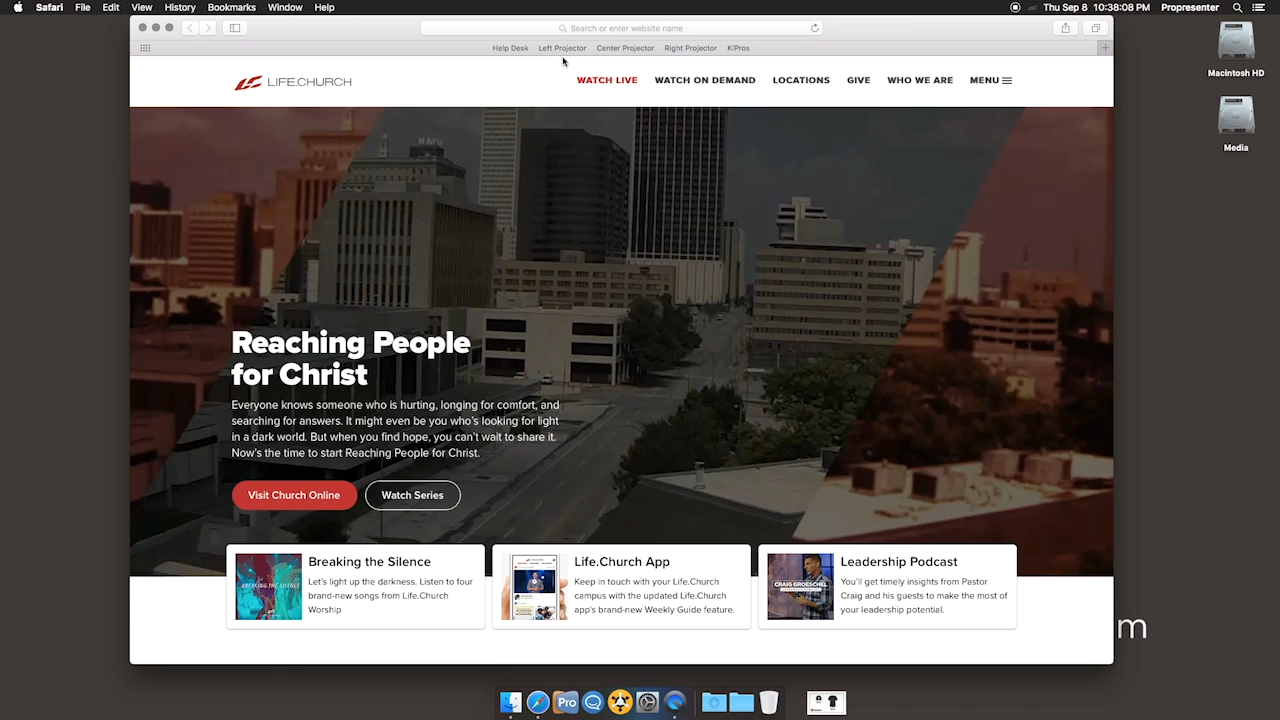 Safari File Edit View History Bookmarks Window Help
Thu Sep 8 10:38:08 PM Propresenter
Search or enter website name
Help Desk Left Projector Center Projector Right Projector KiPros
Macintosh HD
Media
LIFE.CHURCH
WATCH LIVE WATCH ON DEMAND LOCATIONS GIVE WHO WE ARE MENU
MAYO
Reaching People
for Christ
Everyone knows someone who is hurting, longing for comfort, and
searching for answers. It might even be you who's looking for light
in a dark world. But when you find hope, you can't wait to share it.
Now's the time to start Reaching People for Christ.
Visit Church Online
Watch Series
BREAKING THE SILENCE
Breaking the Silence
Let's light up the darkness. Listen to four
brand-new songs from Life.Church
Worship
Life.Church App
Keep in touch with your Life.Church
campus with the updated Life.Church
app's brand-new Weekly Guide feature.
CRAIG GROESCHEL
LEADERSHIP PODCAST
Leadership Podcast
You'll get timely insights from Pastor
Craig and his guests to make the most of
your leadership potential.
m
Pro